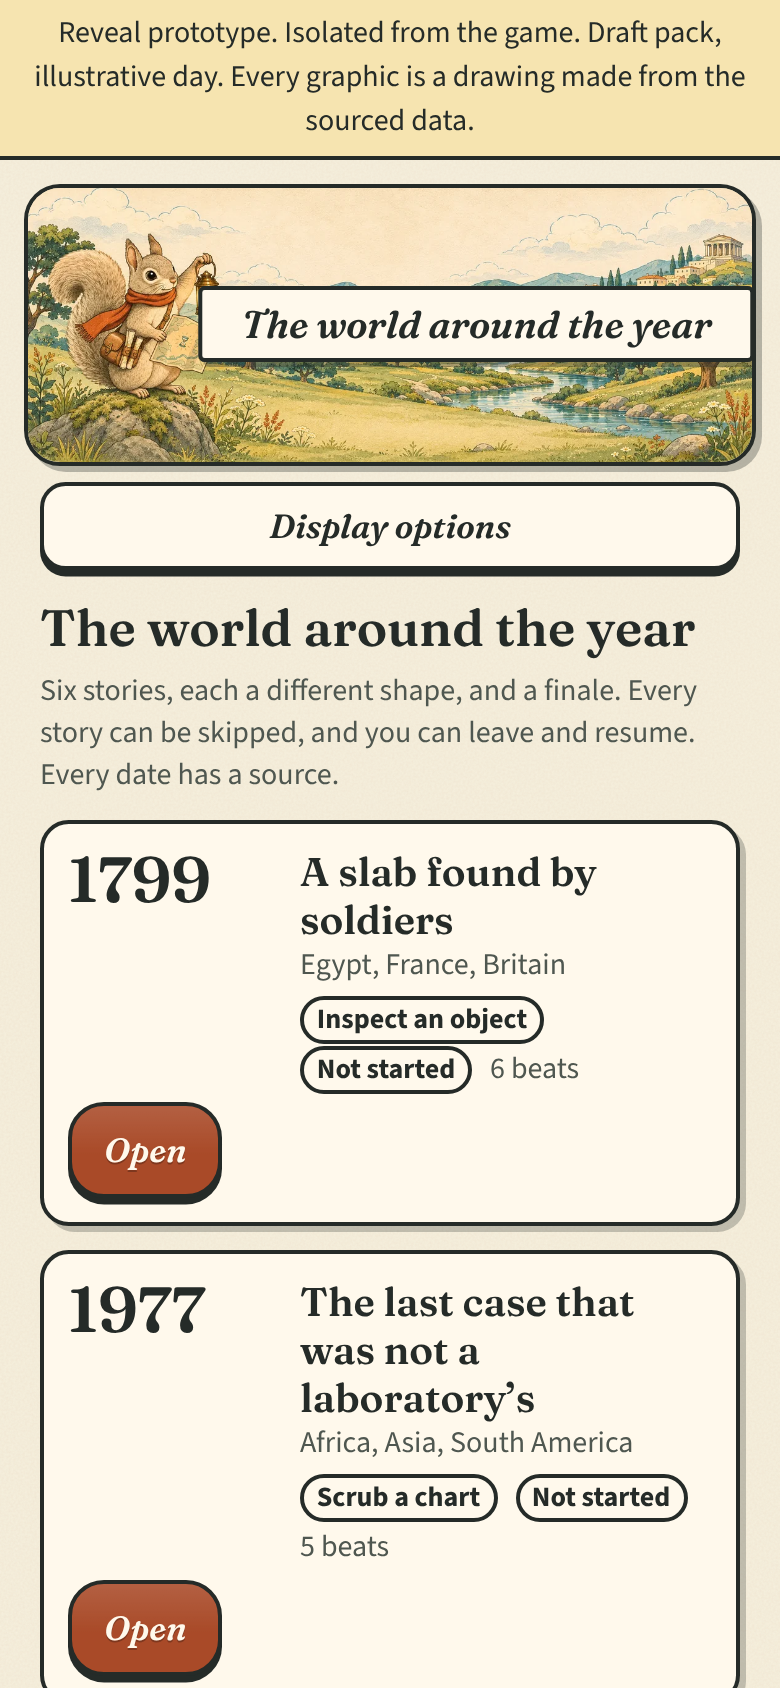 Reveal prototype. Isolated from the game. Draft pack,
illustrative day. Every graphic is a drawing made from the
sourced data.
The world around the year
Display options
The world around the year
Six stories, each a different shape, and a finale. Every
story can be skipped, and you can leave and resume.
Every date has a source.
1799
A slab found by
soldiers
Egypt, France, Britain
Inspect an object
Not started 6 beats
Open
1977
The last case that
was not a
laboratory’s
Africa, Asia, South America
Scrub a chart Not started
5 beats
Open